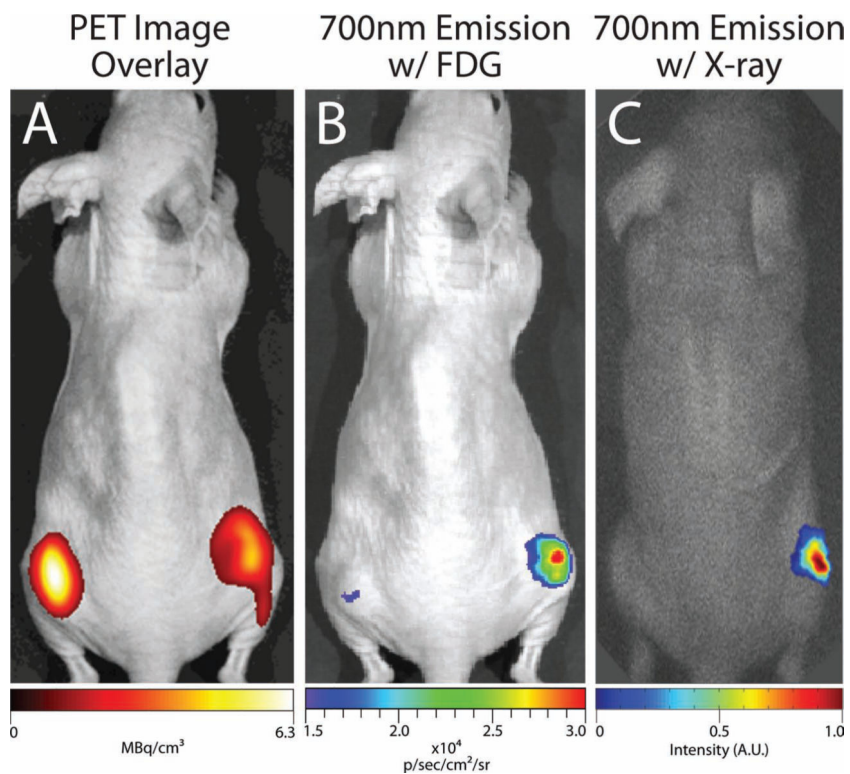 PET Image
Overlay
700nm Emission
w/ FDG
700nm Emission
w/ X-ray
A
B
C
0
6.3
MBq/cm³
1.5
2.0
2.5
3.0
x10⁴
p/sec/cm²/sr
0
0.5
1.0
Intensity (A.U.)